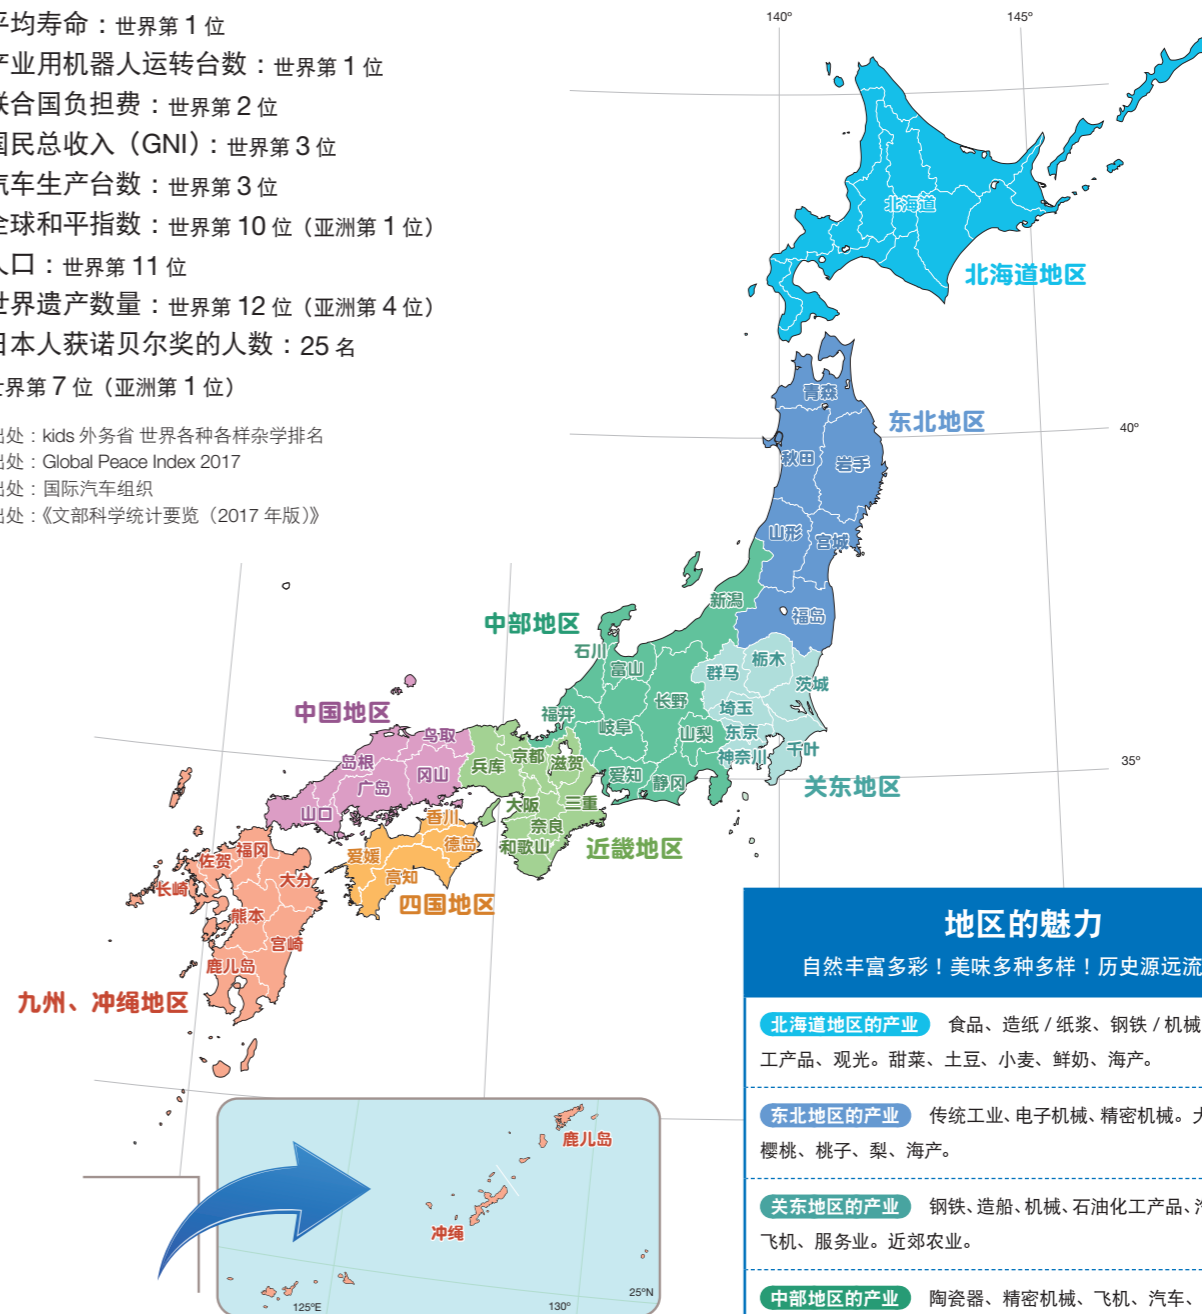 平均寿命：世界第 1 位
产业用机器人运转台数：世界第 1 位
联合国负担费：世界第 2 位
国民总收入（GNI）：世界第 3 位
汽车生产台数：世界第 3 位
全球和平指数：世界第 10 位（亚洲第 1 位）
人口：世界第 11 位
世界遗产数量：世界第 12 位（亚洲第 4 位）
日本人获诺贝尔奖的人数：25 名
世界第 7 位（亚洲第 1 位）
出处：kids 外务省 世界各种各样杂学排名
出处：Global Peace Index 2017
出处：国际汽车组织
出处：《文部科学统计要览（2017 年版）》
140°
145°
北海道
北海道地区
青森
东北地区
40°
秋田
岩手
山形
宫城
新潟
福岛
中部地区
石川
富山
群马
栃木
茨城
长野
中国地区
福井
岐阜
埼玉
山梨
东京
鸟取
千叶
神奈川
岛根
兵库
京都
滋贺
35°
冈山
爱知
静冈
关东地区
广岛
大阪
三重
山口
香川
奈良
德岛
和歌山
近畿地区
福冈
佐贺
爱媛
大分
高知
长崎
四国地区
熊本
宫崎
鹿儿岛
九州、冲绳地区
鹿儿岛
冲绳
25°N
125°E
130°
地区的魅力
自然丰富多彩！美味多种多样！历史源远流
北海道地区的产业 食品、造纸 / 纸浆、钢铁 / 机械
工产品、观光。甜菜、土豆、小麦、鲜奶、海产。
东北地区的产业 传统工业、电子机械、精密机械。大
樱桃、桃子、梨、海产。
关东地区的产业 钢铁、造船、机械、石油化工产品、汽
飞机、服务业。近郊农业。
中部地区的产业 陶瓷器、精密机械、飞机、汽车、